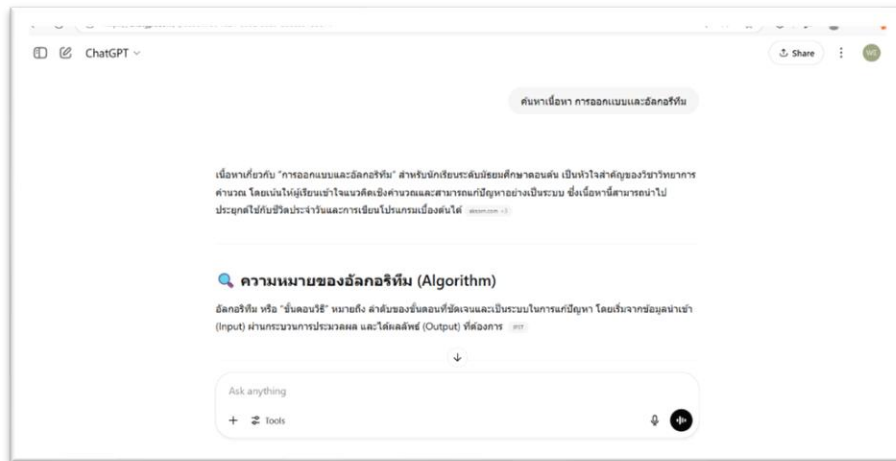 ChatGPT
Share
WE
ค้นหาเนื้อหา การออกแบบและอัลกอรีทึม
เนื้อหาเกี่ยวกับ "การออกแบบและอัลกอริทึม" สำหรับนักเรียนระดับมัธยมศึกษาตอนต้น เป็นหัวใจสำคัญของวิชาวิทยาการ
คำนวณ โดยเน้นให้ผู้เรียนเข้าใจแนวคิดเชิงคำนวณและสามารถแก้ปัญหาอย่างเป็นระบบ ซึ่งเนื้อหานี้สามารถนำไป
ประยุกต์ใช้กับชีวิตประจำวันและการเขียนโปรแกรมเบื้องต้นได้
ความหมายของอัลกอริทึม (Algorithm)
อัลกอริทึม หรือ "ขั้นตอนวิธี" หมายถึง ลำดับของขั้นตอนที่ชัดเจนและเป็นระบบในการแก้ปัญหา โดยเริ่มจากข้อมูลนำเข้า
(Input) ผ่านกระบวนการประมวลผล และได้ผลลัพธ์ (Output) ที่ต้องการ
Ask anything
Tools